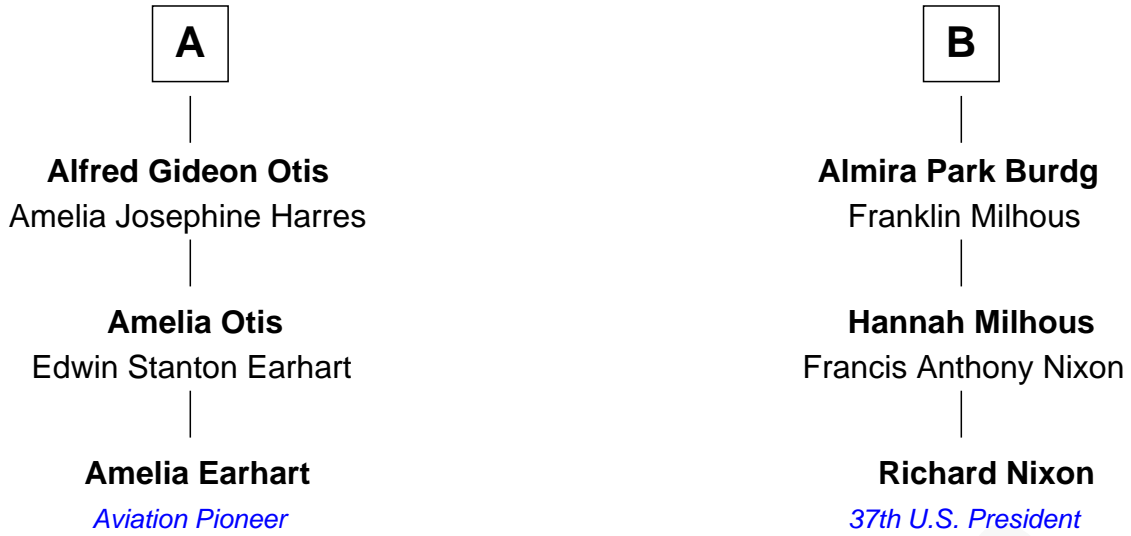 A
Alfred Gideon Otis
Amelia Josephine Harres
Amelia Otis
Edwin Stanton Earhart
Amelia Earhart
Aviation Pioneer
B
Almira Park Burdg
Franklin Milhous
Hannah Milhous
Francis Anthony Nixon
Richard Nixon
37th U.S. President